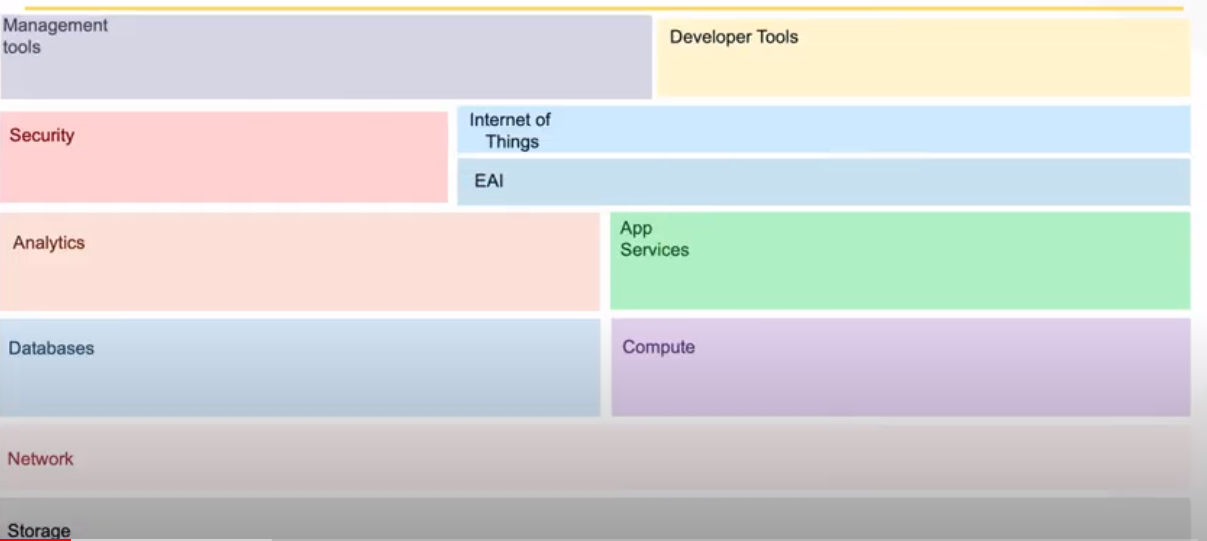 Management
tools
Developer Tools
Security
Internet of
Things
EAI
Analytics
App
Services
Databases
Compute
Network
Storage